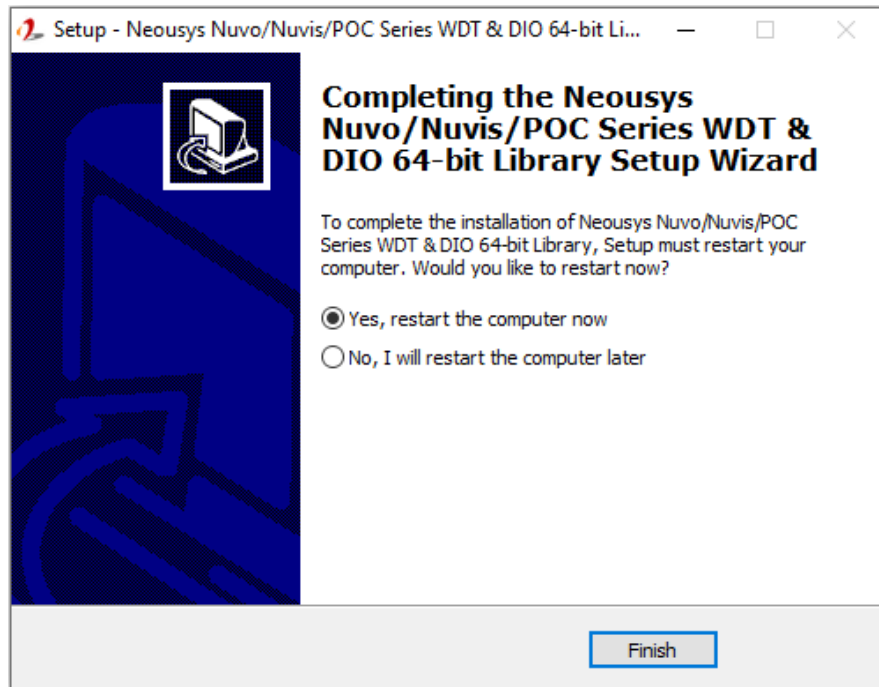 Setup - Neousys Nuvo/Nuvis/POC Series WDT & DIO 64-bit Li...
Completing the Neousys
Nuvo/Nuvis/POC Series WDT &
DIO 64-bit Library Setup Wizard
To complete the installation of Neousys Nuvo/Nuvis/POC
Series WDT & DIO 64-bit Library, Setup must restart your
computer. Would you like to restart now?
Yes, restart the computer now
No, I will restart the computer later
Finish